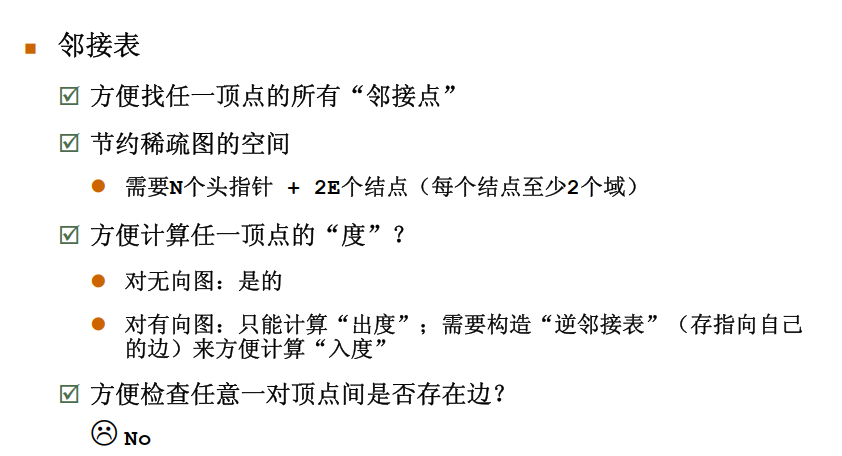 邻接表
方便找任一顶点的所有“邻接点”
节约稀疏图的空间
需要N个头指针 + 2E个结点（每个结点至少2个域）
方便计算任一顶点的“度”？
对无向图：是的
对有向图：只能计算“出度”；需要构造“逆邻接表”（存指向自己
的边）来方便计算“入度”
方便检查任意一对顶点间是否存在边？
No